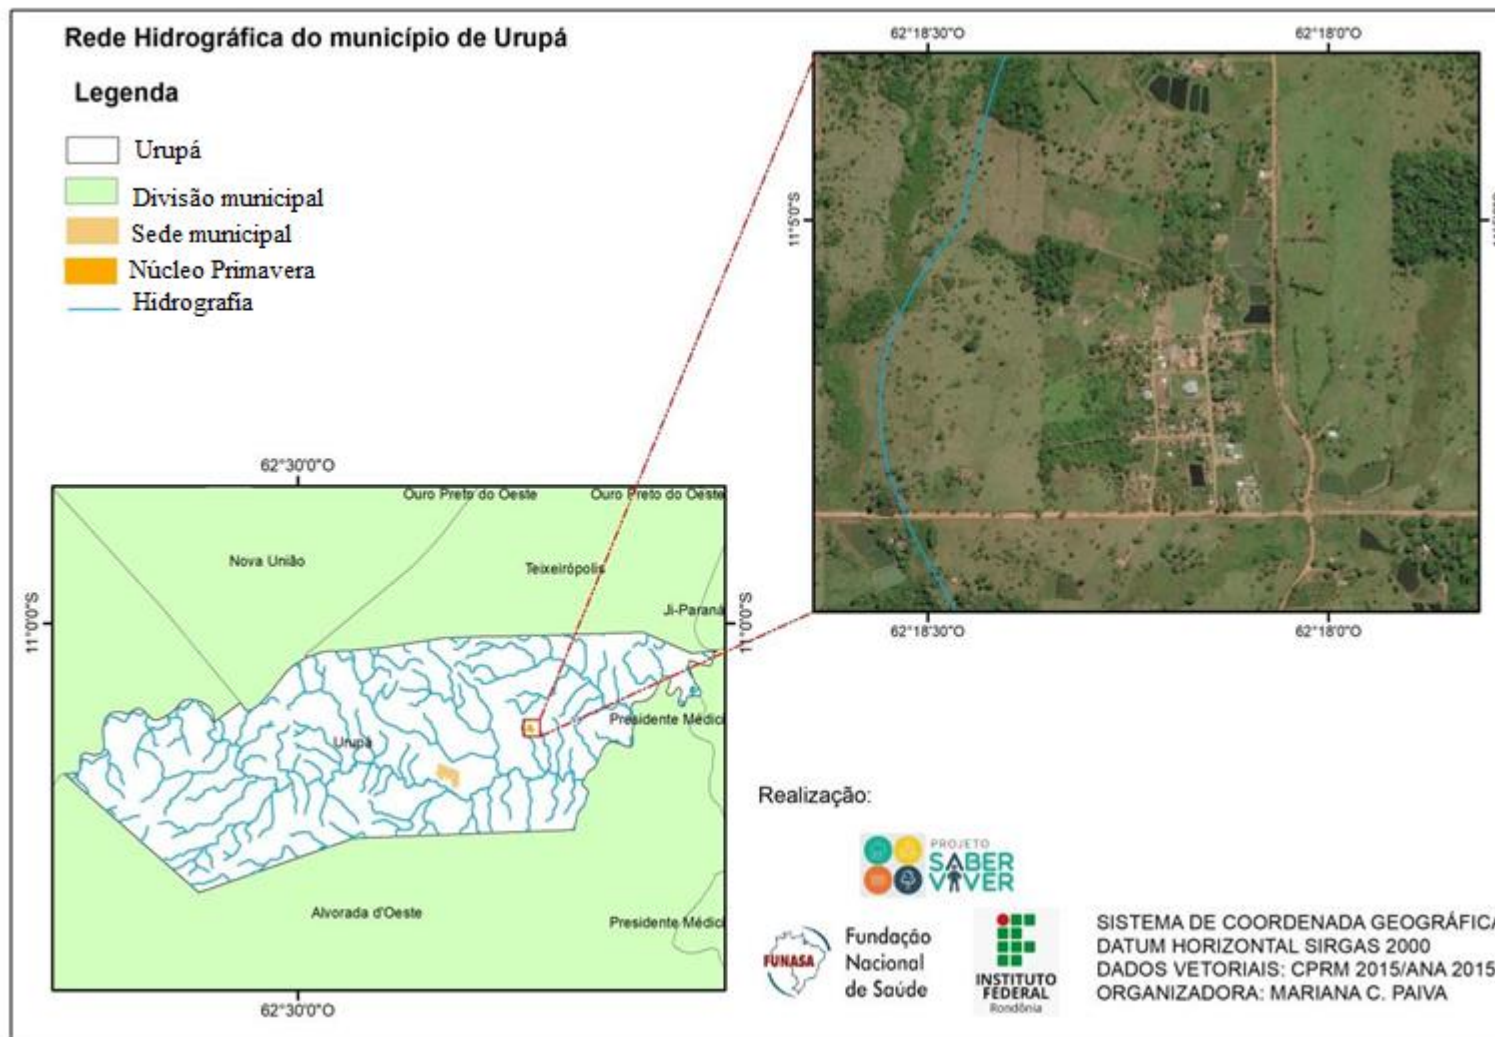 Rede Hidrográfica do município de Urupá
Legenda
Urupá
Divisão municipal
Sede municipal
Núcleo Primavera
Hidrografia
62°18'30"O
62°18'0"O
11°5'0"S
62°18'30"O
62°18'0"O
62°30'0"O
11°0'0"S
11°0'0"S
Ouro Preto do Oeste
Ouro Preto do Oeste
Nova União
Teixeirópolis
Ji-Paraná
Presidente Médici
Urupá
Alvorada d'Oeste
Presidente Médici
62°30'0"O
Realização:
PROJETO
SABER
VIVER
FUNASA
Fundação
Nacional
de Saúde
INSTITUTO
FEDERAL
Rondônia
SISTEMA DE COORDENADA GEOGRÁFICA
DATUM HORIZONTAL SIRGAS 2000
DADOS VETORIAIS: CPRM 2015/ANA 2015
ORGANIZADORA: MARIANA C. PAIVA